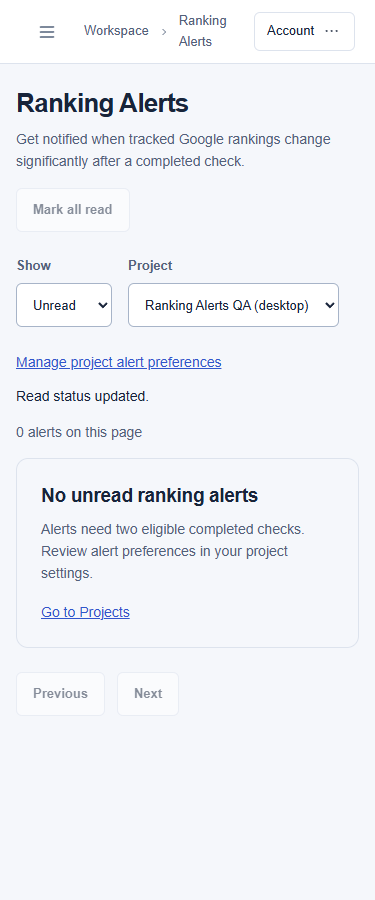 Workspace
Ranking
Alerts
Account ···
Ranking Alerts
Get notified when tracked Google rankings change
significantly after a completed check.
Mark all read
Show
Project
Unread
Ranking Alerts QA (desktop)
Manage project alert preferences
Read status updated.
0 alerts on this page
No unread ranking alerts
Alerts need two eligible completed checks.
Review alert preferences in your project
settings.
Go to Projects
Previous
Next